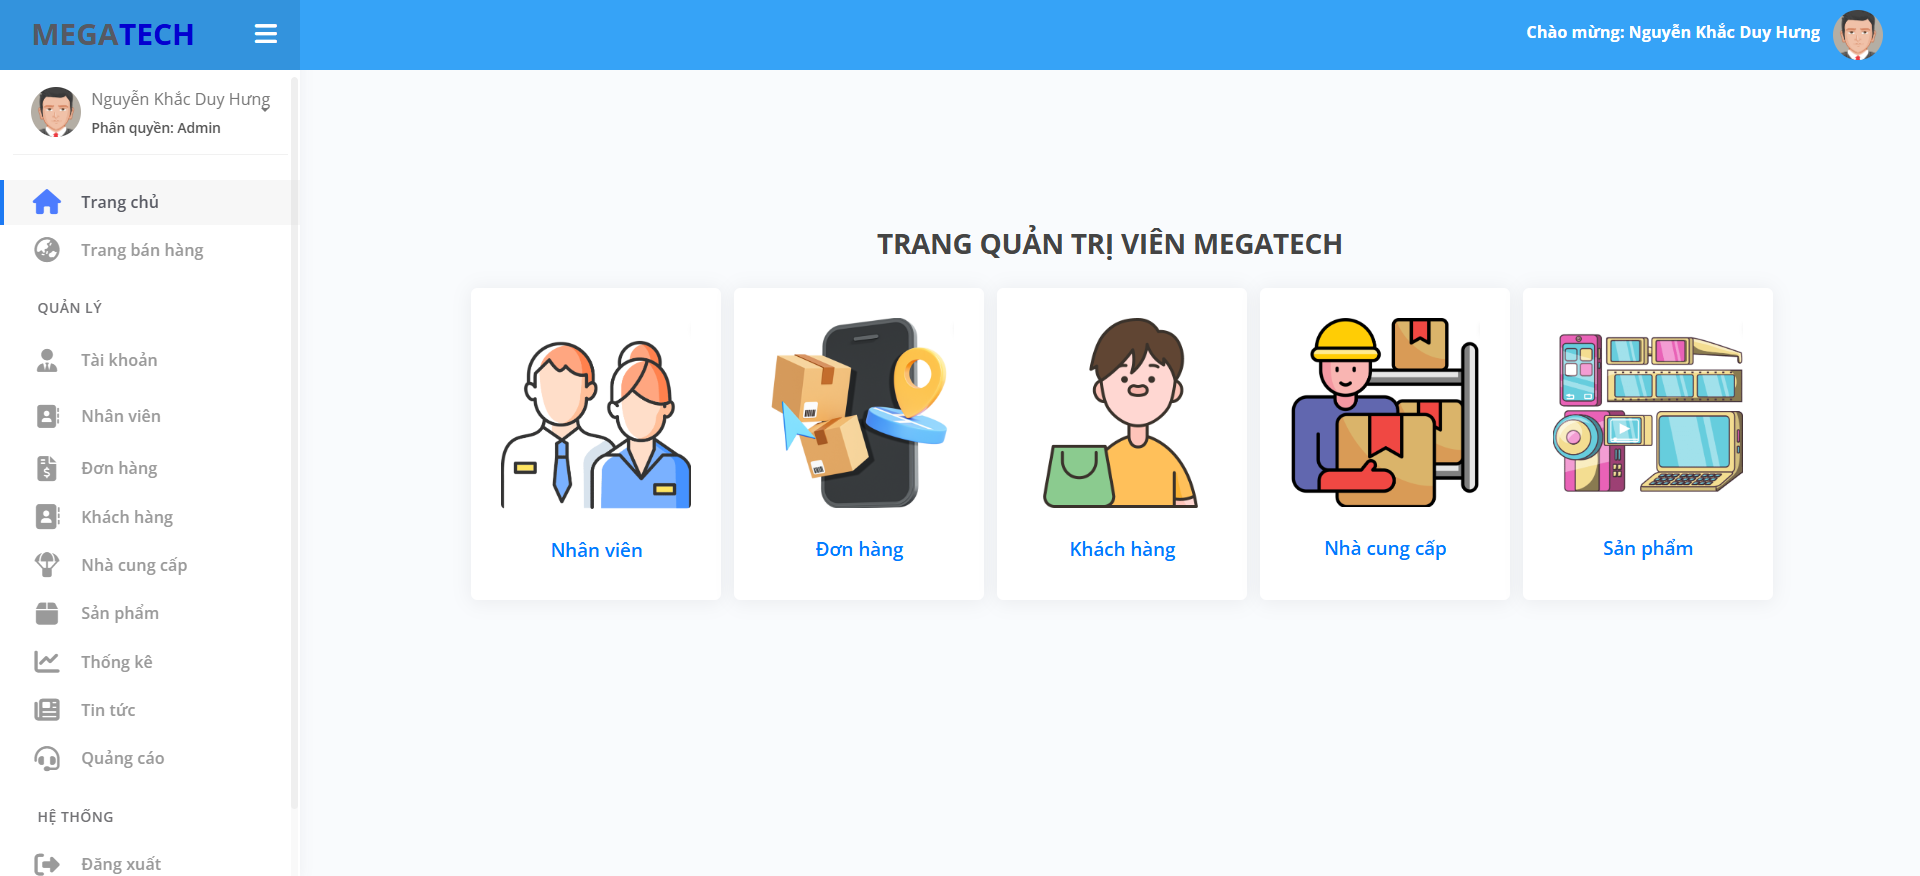 MEGATECH
Chào mừng: Nguyễn Khắc Duy Hưng
Nguyễn Khắc Duy Hưng
Phân quyền: Admin
Trang chủ
Trang bán hàng
QUẢN LÝ
Tài khoản
Nhân viên
Đơn hàng
Khách hàng
Nhà cung cấp
Sản phẩm
Thống kê
Tin tức
Quảng cáo
HỆ THỐNG
Đăng xuất
TRANG QUẢN TRỊ VIÊN MEGATECH
Nhân viên
Đơn hàng
Khách hàng
Nhà cung cấp
Sản phẩm